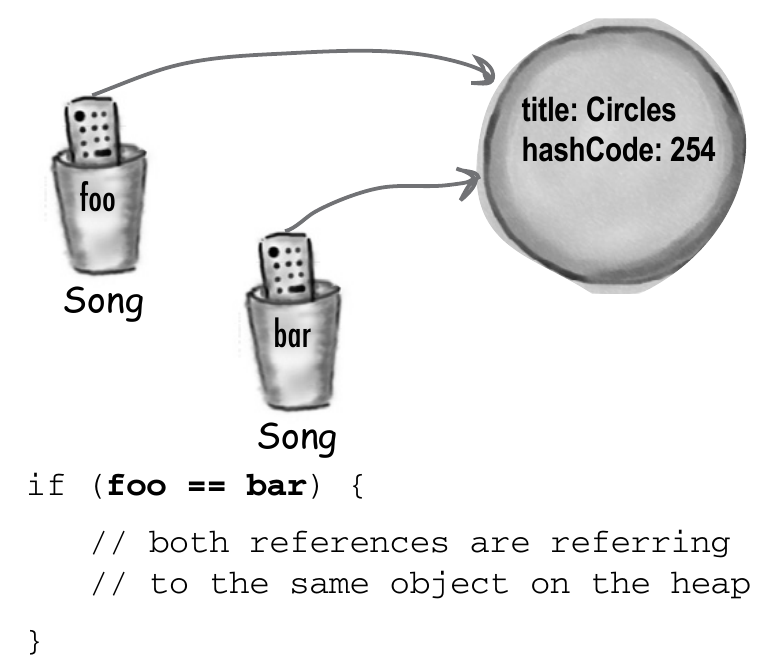 title: Circles
hashCode: 254
foo
Song
bar
Song
if (foo == bar) {
// both references are referring
// to the same object on the heap
}